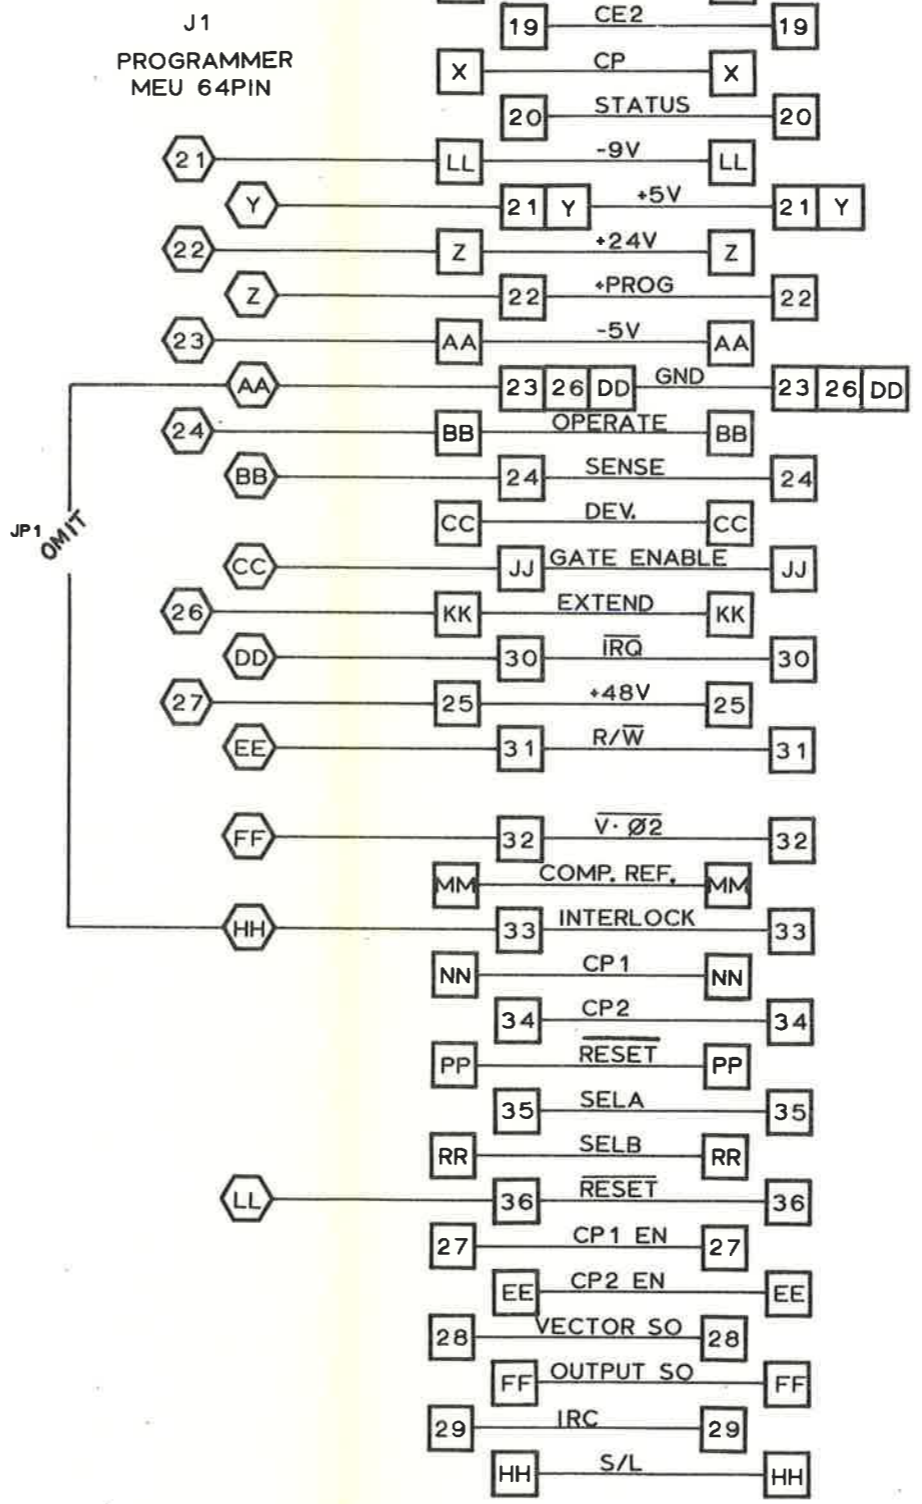 J1
PROGRAMMER
MEU 64PIN
19 CE2 19
X CP X
20 STATUS 20
21 LL -9V LL
Y 21 Y +5V 21 Y
22 Z +24V Z
Z 22 +PROG 22
23 AA -5V AA
AA 23 26 DD GND 23 26 DD
24 BB OPERATE BB
BB 24 SENSE 24
JP1 OMIT
CC DEV. CC
CC JJ GATE ENABLE JJ
26 KK EXTEND KK
DD 30 IRQ 30
27 25 +48V 25
EE 31 R/W 31
FF 32 V·Ø2 32
MM COMP. REF. MM
HH 33 INTERLOCK 33
NN CP1 NN
34 CP2 34
PP RESET PP
35 SELA 35
RR SELB RR
LL 36 RESET 36
27 CP1 EN 27
EE CP2 EN EE
28 VECTOR SO 28
FF OUTPUT SO FF
29 IRC 29
HH S/L HH